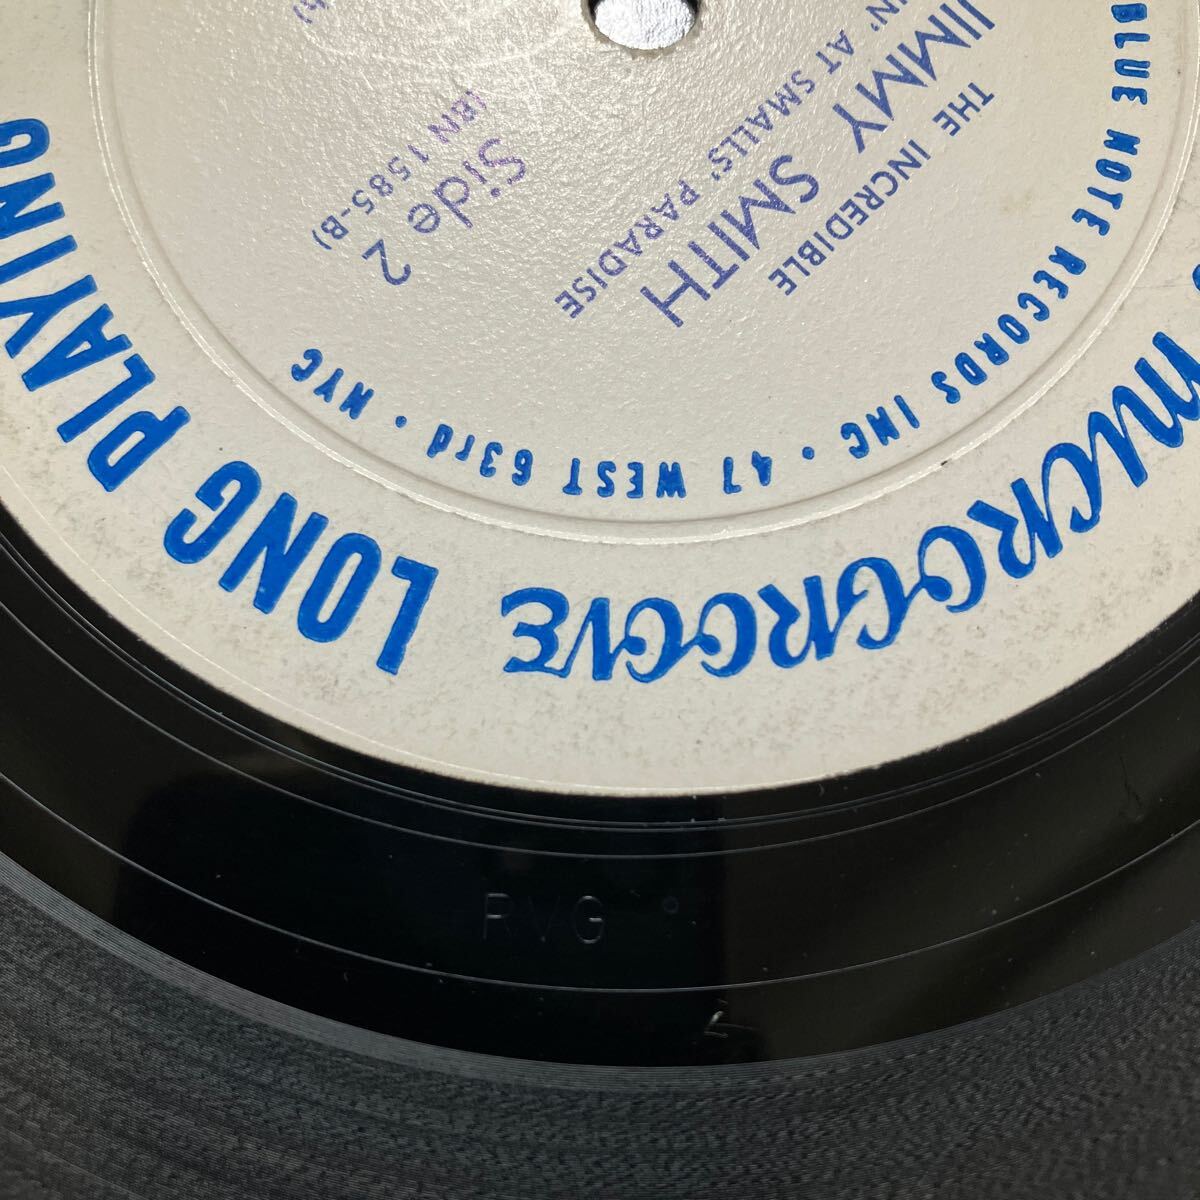 THE INCREDIBLE
JIMMY SMITH
AT SMALLS' PARADISE
Side 2
(BN 1585-B)
BLUE NOTE RECORDS INC • 47 WEST 63rd • NYC
LONG PLAYING
MICROGROOVE
RVG